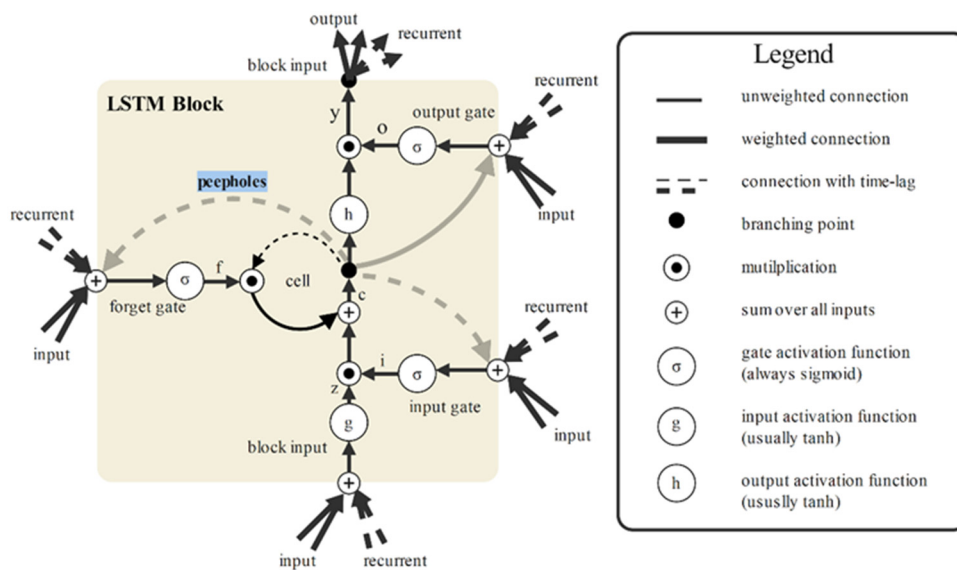 output
recurrent
block input
recurrent
LSTM Block
output gate
y
o
σ
peepholes
input
recurrent
h
f
σ
cell
c
recurrent
forget gate
input
i
σ
z
input gate
g
block input
input
input
recurrent
Legend
unweighted connection
weighted connection
connection with time-lag
branching point
mutilplication
sum over all inputs
σ
gate activation function
(always sigmoid)
g
input activation function
(usually tanh)
h
output activation function
(ususlly tanh)